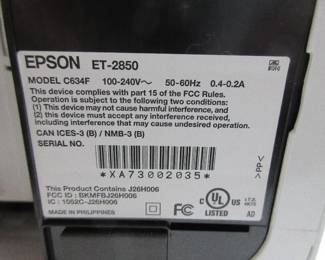 EPSON ET-2850
MODEL C634F 100-240V~ 50-60Hz 0.4-0.2A
This device complies with part 15 of the FCC Rules.
Operation is subject to the following two conditions:
(1) this device may not cause harmful interference, and
(2) this device must accept any interference received,
including interference that may cause undesired
operation.
CAN ICES-3 (B) / NMB-3 (B)
SERIAL NO.
*XA73002035*
>PP<
This Product Contains J26H006
FCC ID : BKMFBJ26H006
IC : 1052C-J26H006
MADE IN PHILIPPINES
FC
C UL US
LISTED
I.T.E.
AD